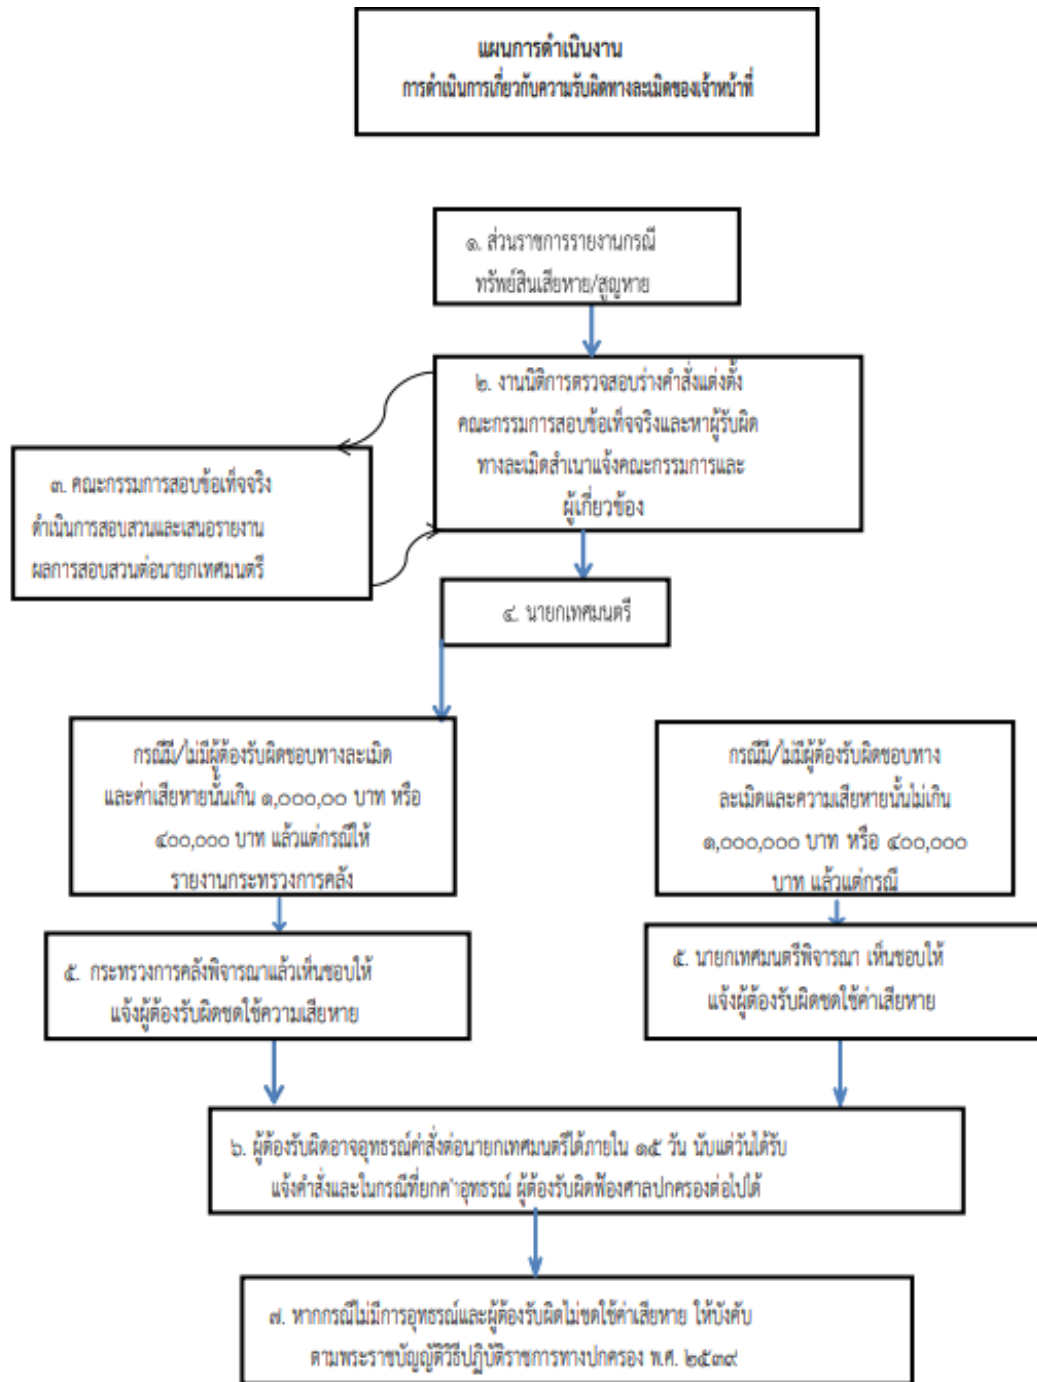 แผนการดำเนินงาน
การดำเนินการเกี่ยวกับความรับผิดทางละเมิดของเจ้าหน้าที่
๑. ส่วนราชการรายงานกรณี
ทรัพย์สินเสียหาย/สูญหาย
๒. งานนิติการตรวจสอบร่างคำสั่งแต่งตั้ง
คณะกรรมการสอบข้อเท็จจริงและหาผู้รับผิด
ทางละเมิดสำเนาแจ้งคณะกรรมการและ
ผู้เกี่ยวข้อง
๓. คณะกรรมการสอบข้อเท็จจริง
ดำเนินการสอบสวนและเสนอรายงาน
ผลการสอบสวนต่อนายกเทศมนตรี
๔. นายกเทศมนตรี
กรณีมี/ไม่มีผู้ต้องรับผิดชอบทางละเมิด
และค่าเสียหายนั้นเกิน ๑,๐๐๐,๐๐ บาท หรือ
๔๐๐,๐๐๐ บาท แล้วแต่กรณีให้
รายงานกระทรวงการคลัง
กรณีมี/ไม่มีผู้ต้องรับผิดชอบทาง
ละเมิดและความเสียหายนั้นไม่เกิน
๑,๐๐๐,๐๐๐ บาท หรือ ๔๐๐,๐๐๐
บาท แล้วแต่กรณี
๕. กระทรวงการคลังพิจารณาแล้วเห็นชอบให้
แจ้งผู้ต้องรับผิดชดใช้ความเสียหาย
๕. นายกเทศมนตรีพิจารณา เห็นชอบให้
แจ้งผู้ต้องรับผิดชดใช้ค่าเสียหาย
๖. ผู้ต้องรับผิดอาจอุทธรณ์คำสั่งต่อนายกเทศมนตรีได้ภายใน ๑๕ วัน นับแต่วันได้รับ
แจ้งคำสั่งและในกรณีที่ยกคำอุทธรณ์ ผู้ต้องรับผิดฟ้องศาลปกครองต่อไปได้
๗. หากกรณีไม่มีการอุทธรณ์และผู้ต้องรับผิดไม่ชดใช้ค่าเสียหาย ให้บังคับ
ตามพระราชบัญญัติวิธีปฏิบัติราชการทางปกครอง พ.ศ. ๒๕๓๙